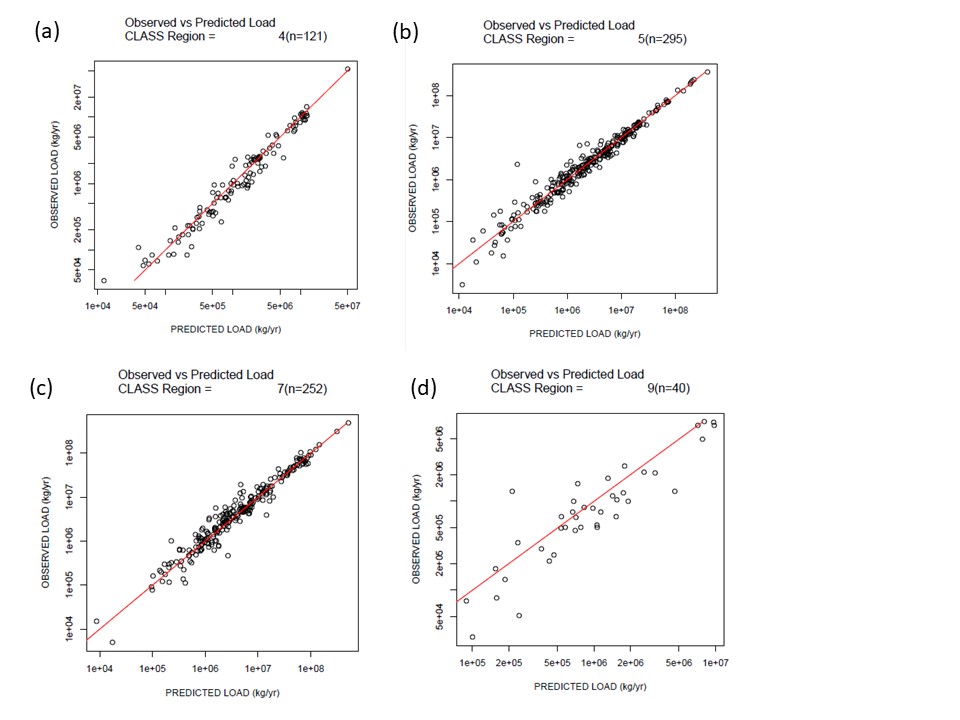 (a)
Observed vs Predicted Load
CLASS Region = 4(n=121)
OBSERVED LOAD (kg/yr)
2e+07
5e+06
1e+06
2e+05
5e+04
1e+04 5e+04 5e+05 5e+06 5e+07
PREDICTED LOAD (kg/yr)
(b)
Observed vs Predicted Load
CLASS Region = 5(n=295)
OBSERVED LOAD (kg/yr)
1e+08
1e+07
1e+06
1e+05
1e+04
1e+04 1e+05 1e+06 1e+07 1e+08
PREDICTED LOAD (kg/yr)
(c)
Observed vs Predicted Load
CLASS Region = 7(n=252)
OBSERVED LOAD (kg/yr)
1e+08
1e+07
1e+06
1e+05
1e+04
1e+04 1e+05 1e+06 1e+07 1e+08
PREDICTED LOAD (kg/yr)
(d)
Observed vs Predicted Load
CLASS Region = 9(n=40)
OBSERVED LOAD (kg/yr)
5e+06
2e+06
5e+05
2e+05
5e+04
1e+05 2e+05 5e+05 1e+06 2e+06 5e+06 1e+07
PREDICTED LOAD (kg/yr)